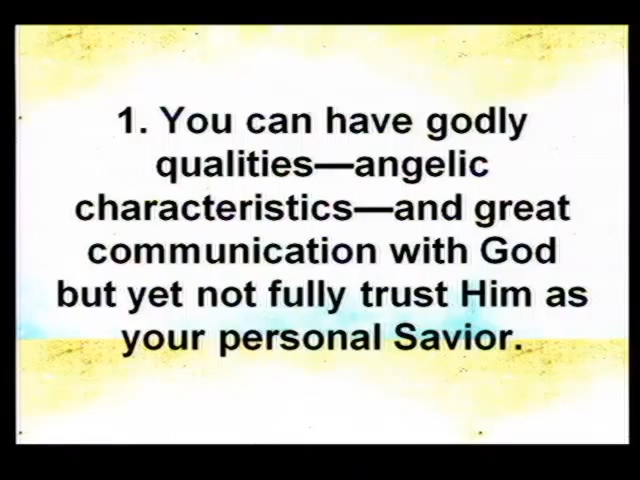 1. You can have godly
qualities—angelic
characteristics—and great
communication with God
but yet not fully trust Him as
your personal Savior.